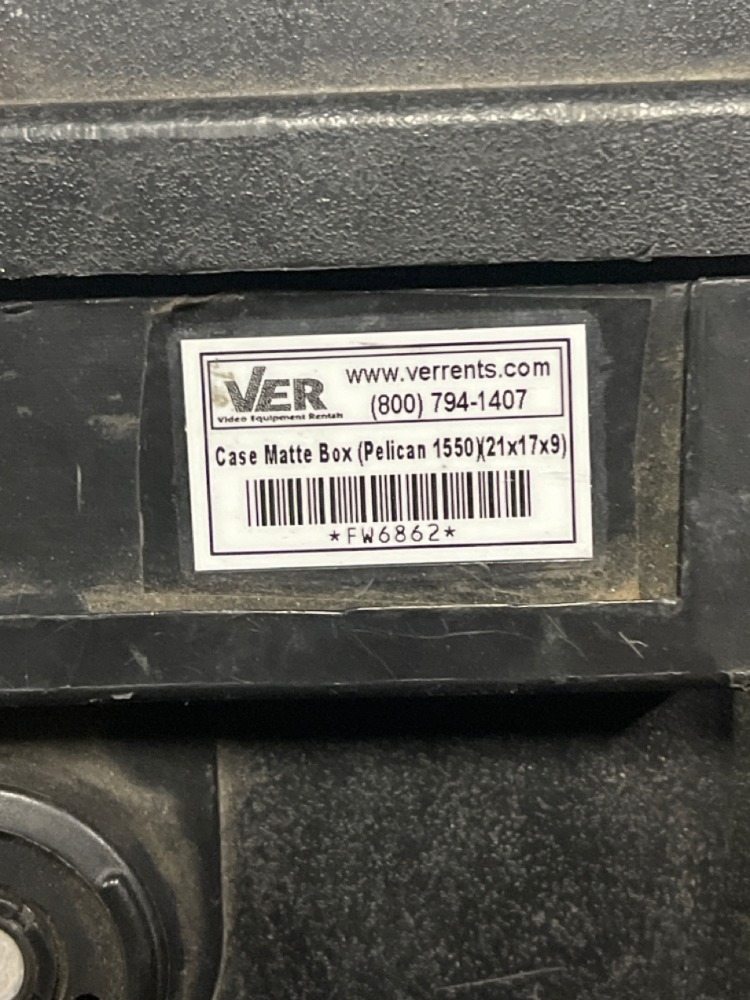 VER
Video Equipment Rentals
www.verrents.com
(800) 794-1407
Case Matte Box (Pelican 1550)(21x17x9)
*FW6862*